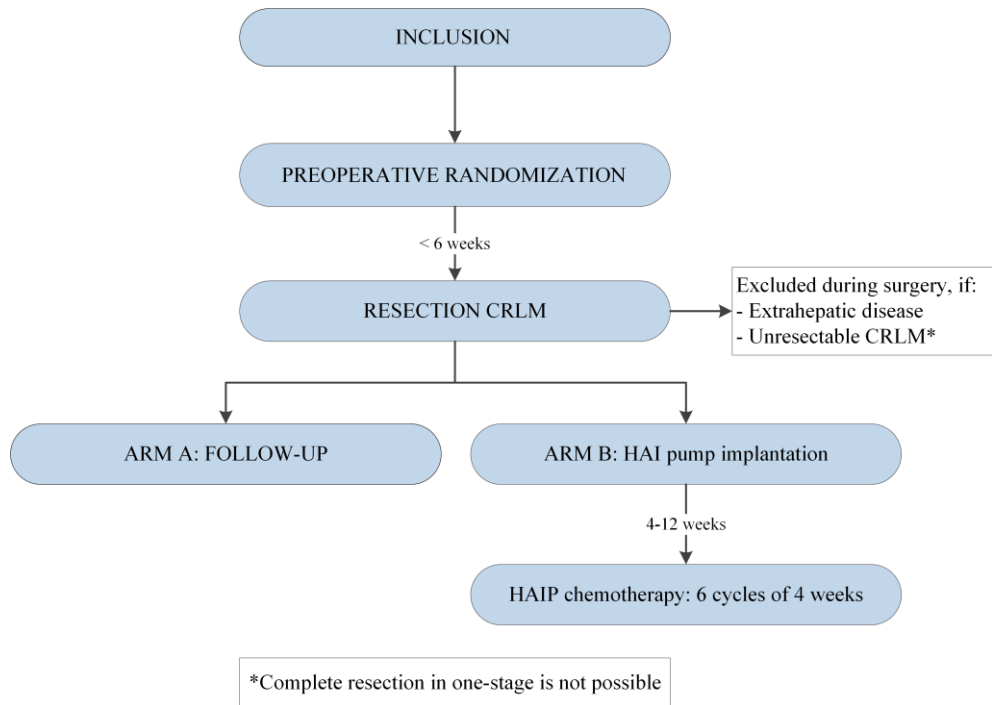 INCLUSION
PREOPERATIVE RANDOMIZATION
< 6 weeks
RESECTION CRLM
Excluded during surgery, if:
- Extrahepatic disease
- Unresectable CRLM*
ARM A: FOLLOW-UP
ARM B: HAI pump implantation
4-12 weeks
HAIP chemotherapy: 6 cycles of 4 weeks
*Complete resection in one-stage is not possible